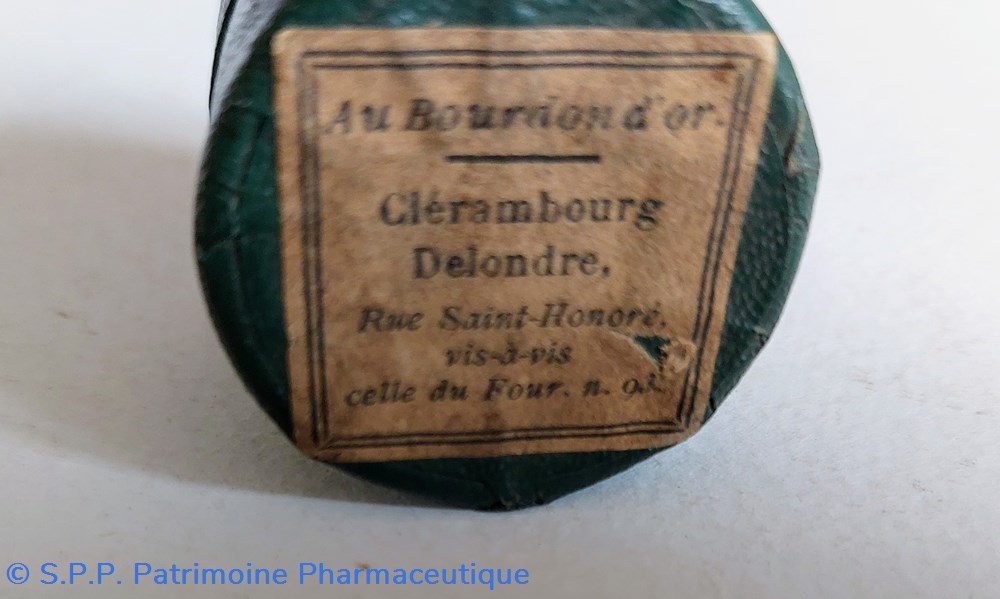 Au Bourdon d'or.
Clérambourg
Delondre,
Rue Saint-Honoré,
vis-à-vis
celle du Four. n. 93.
© S.P.P. Patrimoine Pharmaceutique